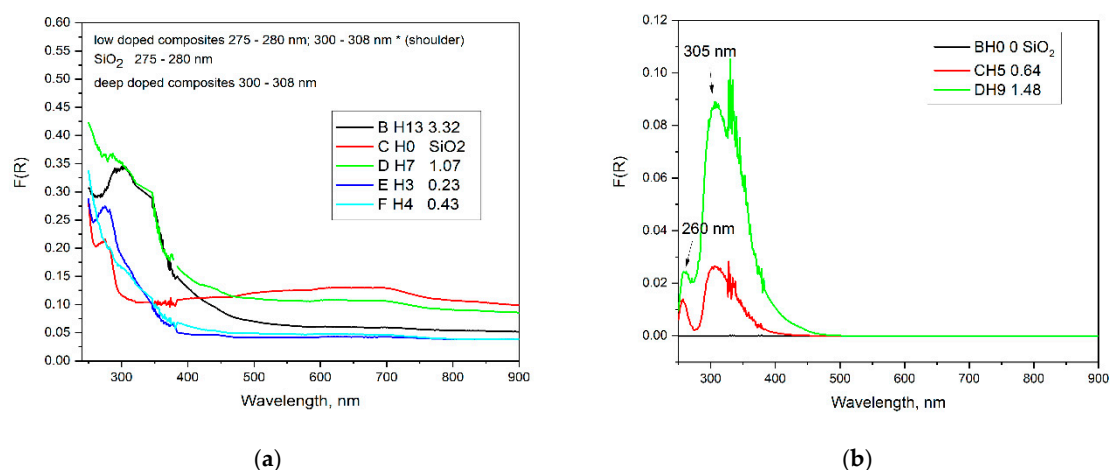 low doped composites 275 - 280 nm; 300 - 308 nm * (shoulder)
SiO₂ 275 - 280 nm
deep doped composites 300 - 308 nm
B H13 3.32
C H0 SiO2
D H7 1.07
E H3 0.23
F H4 0.43
F(R)
0.60
0.55
0.50
0.45
0.40
0.35
0.30
0.25
0.20
0.15
0.10
0.05
0.00
300 400 500 600 700 800 900
Wavelength, nm
(a)
BH0 0 SiO₂
CH5 0.64
DH9 1.48
305 nm
260 nm
F(R)
0.12
0.10
0.08
0.06
0.04
0.02
0.00
300 400 500 600 700 800 900
Wavelength, nm
(b)